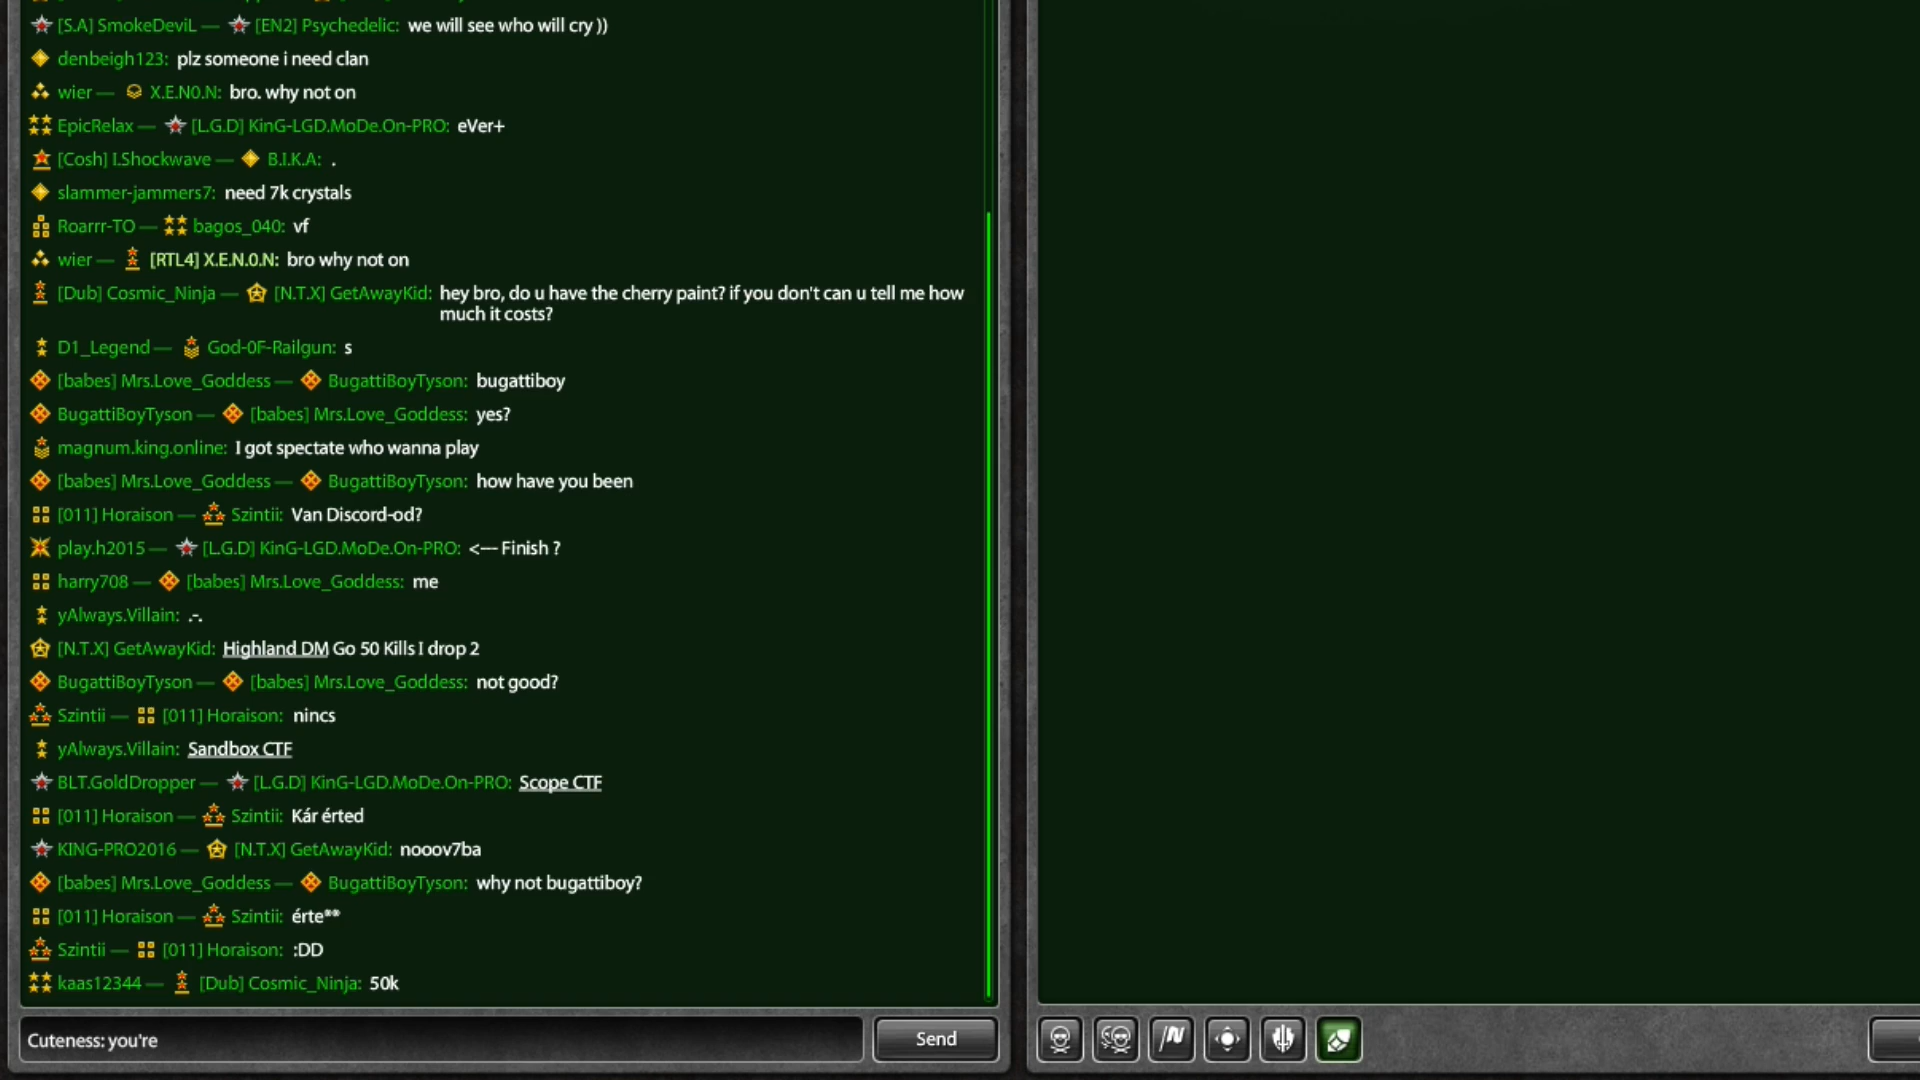 [S.A] SmokeDeviL — [EN2] Psychedelic: we will see who will cry ))
denbeigh123: plz someone i need clan
wier — X.E.N0.N: bro. why not on
EpicRelax — [L.G.D] KinG-LGD.MoDe.On-PRO: eVer+
[Cosh] I.Shockwave — B.I.K.A: .
slammer-jammers7: need 7k crystals
Roarrr-TO — bagos_040: vf
wier — [RTL4] X.E.N.0.N: bro why not on
[Dub] Cosmic_Ninja — [N.T.X] GetAwayKid: hey bro, do u have the cherry paint? if you don't can u tell me how
much it costs?
D1_Legend — God-0F-Railgun: s
[babes] Mrs.Love_Goddess — BugattiBoyTyson: bugattiboy
BugattiBoyTyson — [babes] Mrs.Love_Goddess: yes?
magnum.king.online: I got spectate who wanna play
[babes] Mrs.Love_Goddess — BugattiBoyTyson: how have you been
[011] Horaison — Szintii: Van Discord-od?
play.h2015 — [L.G.D] KinG-LGD.MoDe.On-PRO: <--- Finish ?
harry708 — [babes] Mrs.Love_Goddess: me
yAlways.Villain: .-.
[N.T.X] GetAwayKid: Highland DM Go 50 Kills I drop 2
BugattiBoyTyson — [babes] Mrs.Love_Goddess: not good?
Szintii — [011] Horaison: nincs
yAlways.Villain: Sandbox CTF
BLT.GoldDropper — [L.G.D] KinG-LGD.MoDe.On-PRO: Scope CTF
[011] Horaison — Szintii: Kár érted
KING-PRO2016 — [N.T.X] GetAwayKid: nooov7ba
[babes] Mrs.Love_Goddess — BugattiBoyTyson: why not bugattiboy?
[011] Horaison — Szintii: érte**
Szintii — [011] Horaison: :DD
kaas12344 — [Dub] Cosmic_Ninja: 50k
Cuteness: you're
Send